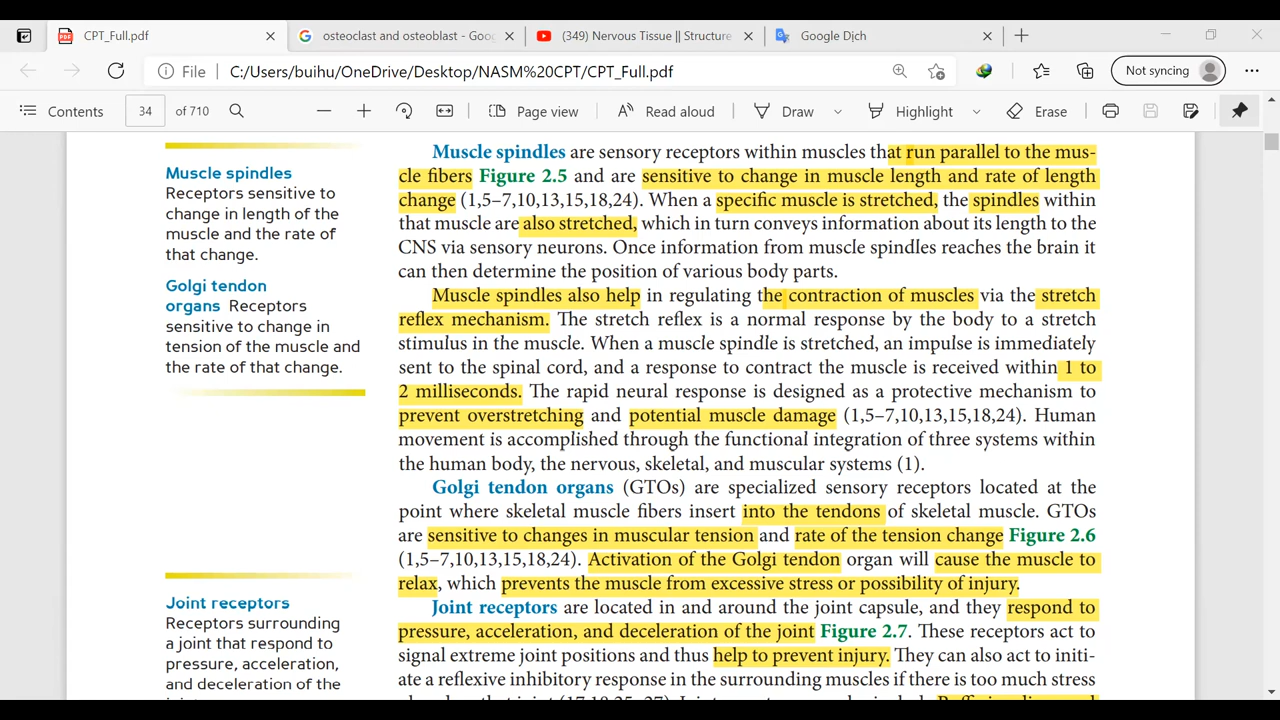 CPT_Full.pdf
osteoclast and osteoblast - Goog
(349) Nervous Tissue || Structure
Google Dịch
File
C:/Users/buihu/OneDrive/Desktop/NASM%20CPT/CPT_Full.pdf
Not syncing
Contents
34
of 710
Page view
Read aloud
Draw
Highlight
Erase
Muscle spindles
Receptors sensitive to
change in length of the
muscle and the rate of
that change.
Golgi tendon
organs Receptors
sensitive to change in
tension of the muscle and
the rate of that change.
Joint receptors
Receptors surrounding
a joint that respond to
pressure, acceleration,
and deceleration of the
Muscle spindles are sensory receptors within muscles that run parallel to the mus-
cle fibers Figure 2.5 and are sensitive to change in muscle length and rate of length
change (1,5–7,10,13,15,18,24). When a specific muscle is stretched, the spindles within
that muscle are also stretched, which in turn conveys information about its length to the
CNS via sensory neurons. Once information from muscle spindles reaches the brain it
can then determine the position of various body parts.
Muscle spindles also help in regulating the contraction of muscles via the stretch
reflex mechanism. The stretch reflex is a normal response by the body to a stretch
stimulus in the muscle. When a muscle spindle is stretched, an impulse is immediately
sent to the spinal cord, and a response to contract the muscle is received within 1 to
2 milliseconds. The rapid neural response is designed as a protective mechanism to
prevent overstretching and potential muscle damage (1,5–7,10,13,15,18,24). Human
movement is accomplished through the functional integration of three systems within
the human body, the nervous, skeletal, and muscular systems (1).
Golgi tendon organs (GTOs) are specialized sensory receptors located at the
point where skeletal muscle fibers insert into the tendons of skeletal muscle. GTOs
are sensitive to changes in muscular tension and rate of the tension change Figure 2.6
(1,5–7,10,13,15,18,24). Activation of the Golgi tendon organ will cause the muscle to
relax, which prevents the muscle from excessive stress or possibility of injury.
Joint receptors are located in and around the joint capsule, and they respond to
pressure, acceleration, and deceleration of the joint Figure 2.7. These receptors act to
signal extreme joint positions and thus help to prevent injury. They can also act to initi-
ate a reflexive inhibitory response in the surrounding muscles if there is too much stress